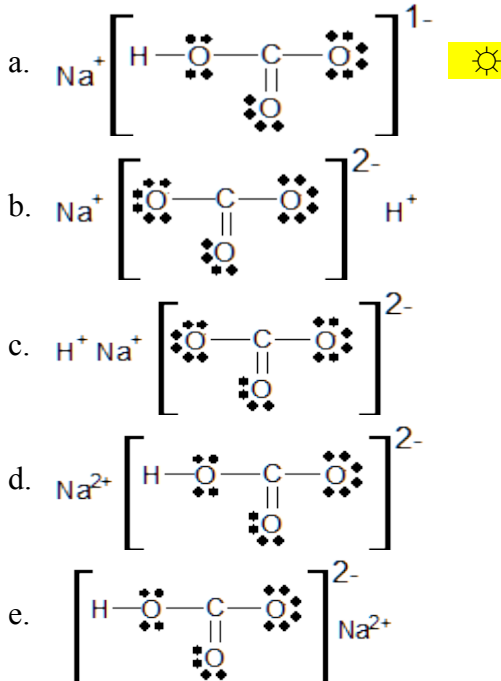 a. Na+ [ H O C O O ] 1-
b. Na+ [ O C O O ] 2- H+
c. H+ Na+ [ O C O O ] 2-
d. Na2+ [ H O C O O ] 2-
e. [ H O C O O ] 2- Na2+